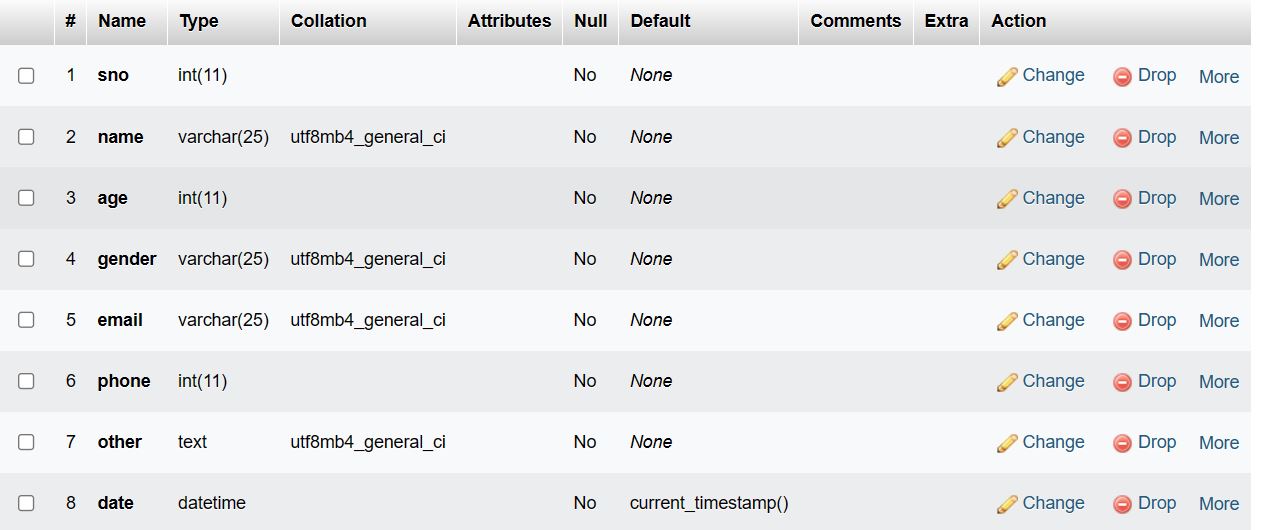 # Name Type Collation Attributes Null Default Comments Extra Action
1 sno int(11) No None Change Drop More
2 name varchar(25) utf8mb4_general_ci No None Change Drop More
3 age int(11) No None Change Drop More
4 gender varchar(25) utf8mb4_general_ci No None Change Drop More
5 email varchar(25) utf8mb4_general_ci No None Change Drop More
6 phone int(11) No None Change Drop More
7 other text utf8mb4_general_ci No None Change Drop More
8 date datetime No current_timestamp() Change Drop More